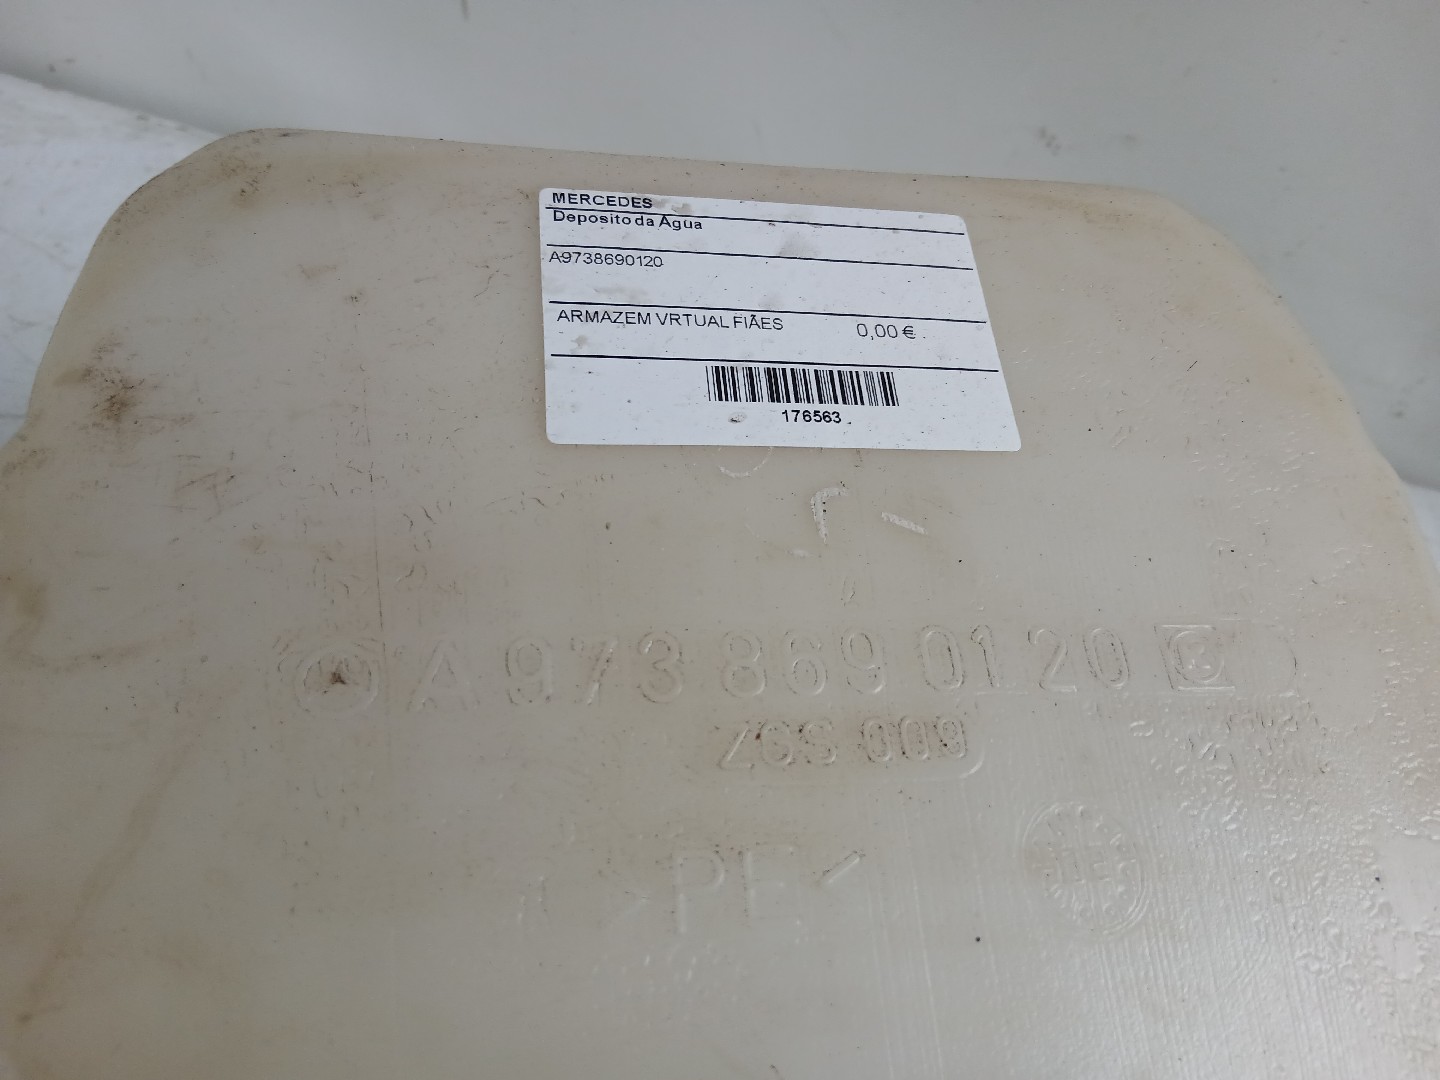 MERCEDES
Deposito da Agua
A9738690120
ARMAZEM VRTUAL FIÃES 0,00 €
176563
A 973 869 01 20
ZGS 009
>PE<